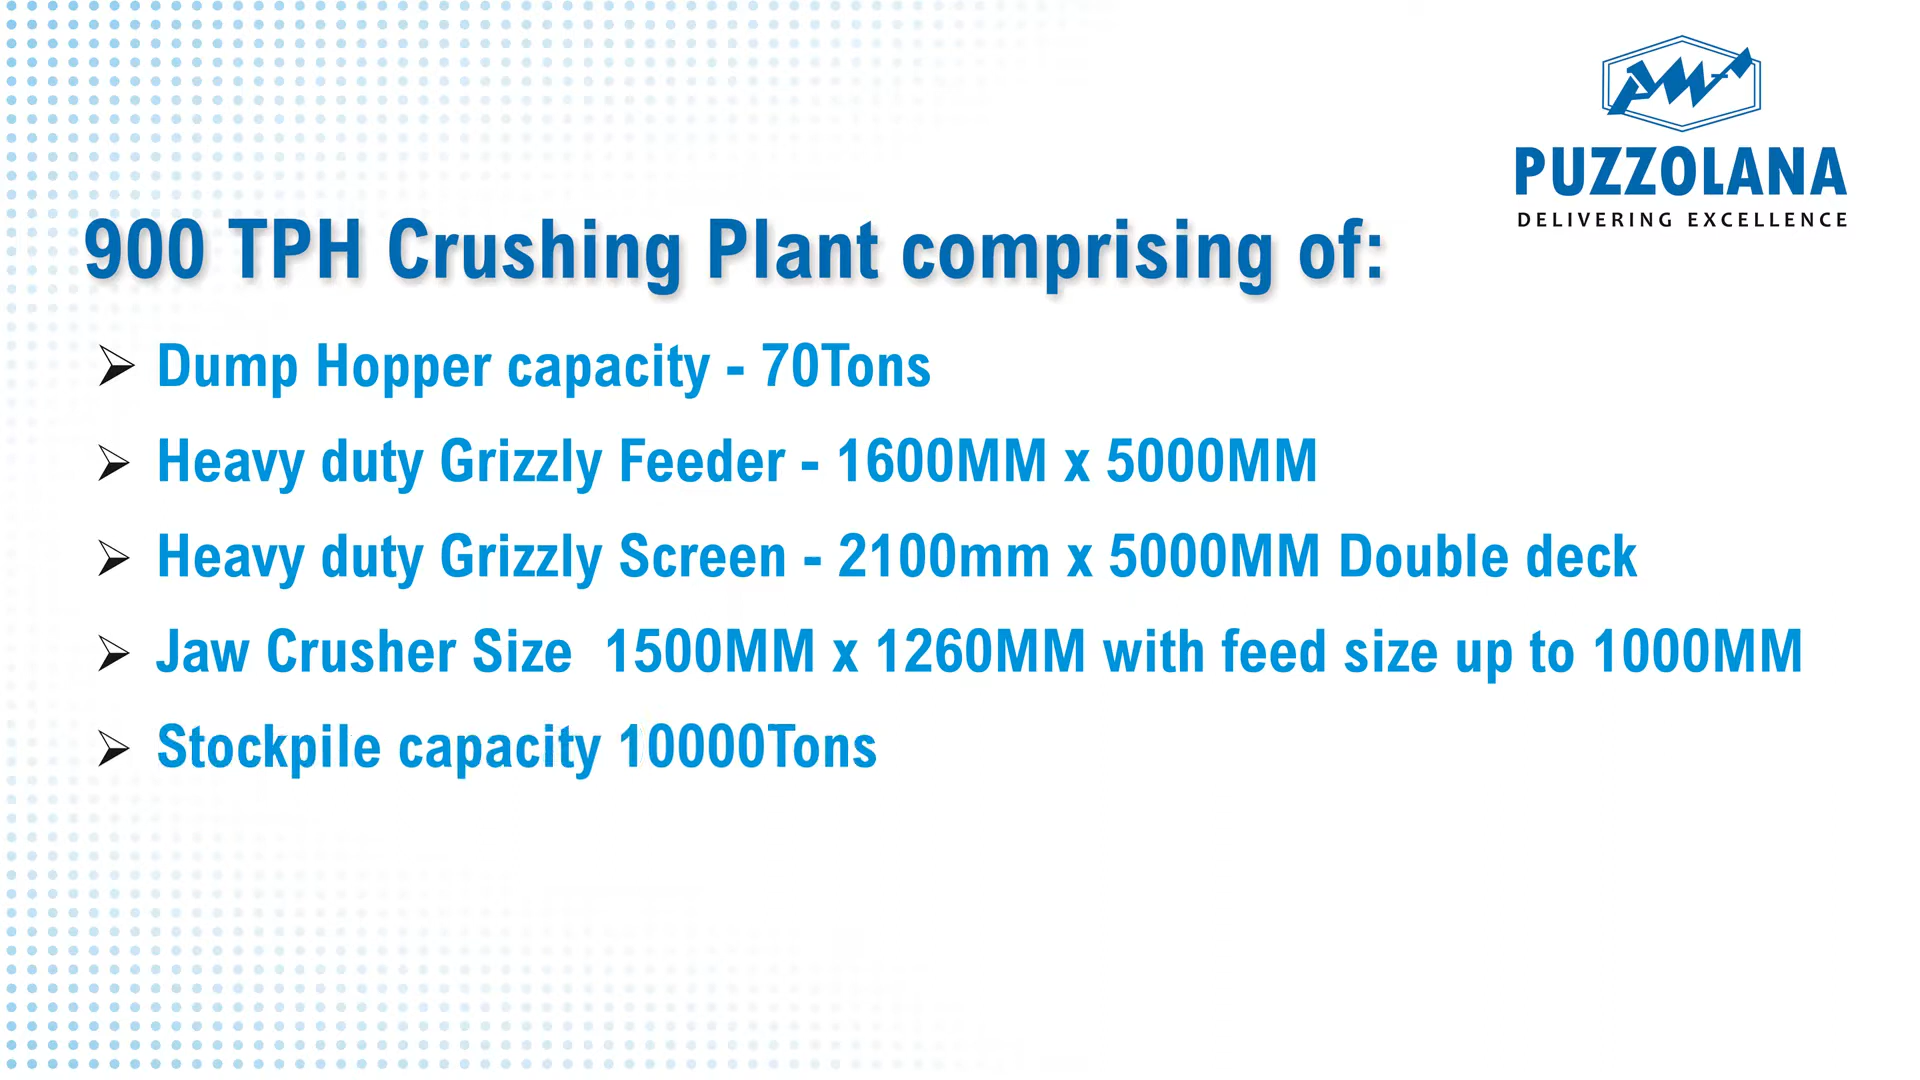 PUZZOLANA
DELIVERING EXCELLENCE
900 TPH Crushing Plant comprising of:
Dump Hopper capacity - 70Tons
Heavy duty Grizzly Feeder - 1600MM x 5000MM
Heavy duty Grizzly Screen - 2100mm x 5000MM Double deck
Jaw Crusher Size 1500MM x 1260MM with feed size up to 1000MM
Stockpile capacity 10000Tons